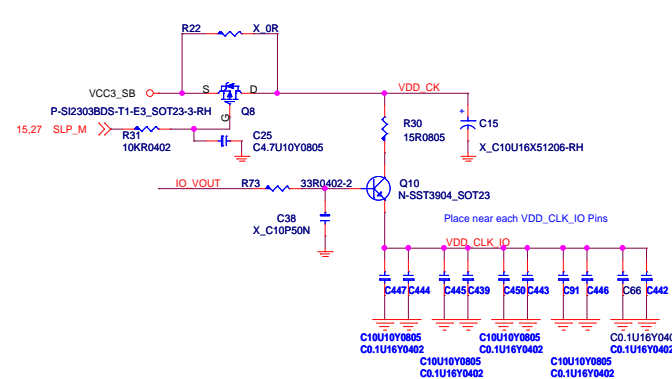 R22 X_0R
VCC3_SB S D VDD_CK
G
P-SI2303BDS-T1-E3_SOT23-3-RH Q8
15,27 SLP_M
R31
10KR0402
C25
C4.7U10Y0805
R30
15R0805
+
C15
X_C10U16X51206-RH
IO_VOUT R73 33R0402-2
Q10
N-SST3904_SOT23
C38
X_C10P50N
Place near each VDD_CLK_IO Pins
VDD_CLK_IO
C447 C444 C445 C439 C450 C443 C91 C446 C66 C442
C10U10Y0805 C10U10Y0805 C0.1U16Y040
C0.1U16Y0402 C0.1U16Y0402 C0.1U16Y0402
C10U10Y0805 C10U10Y0805
C0.1U16Y0402 C0.1U16Y0402